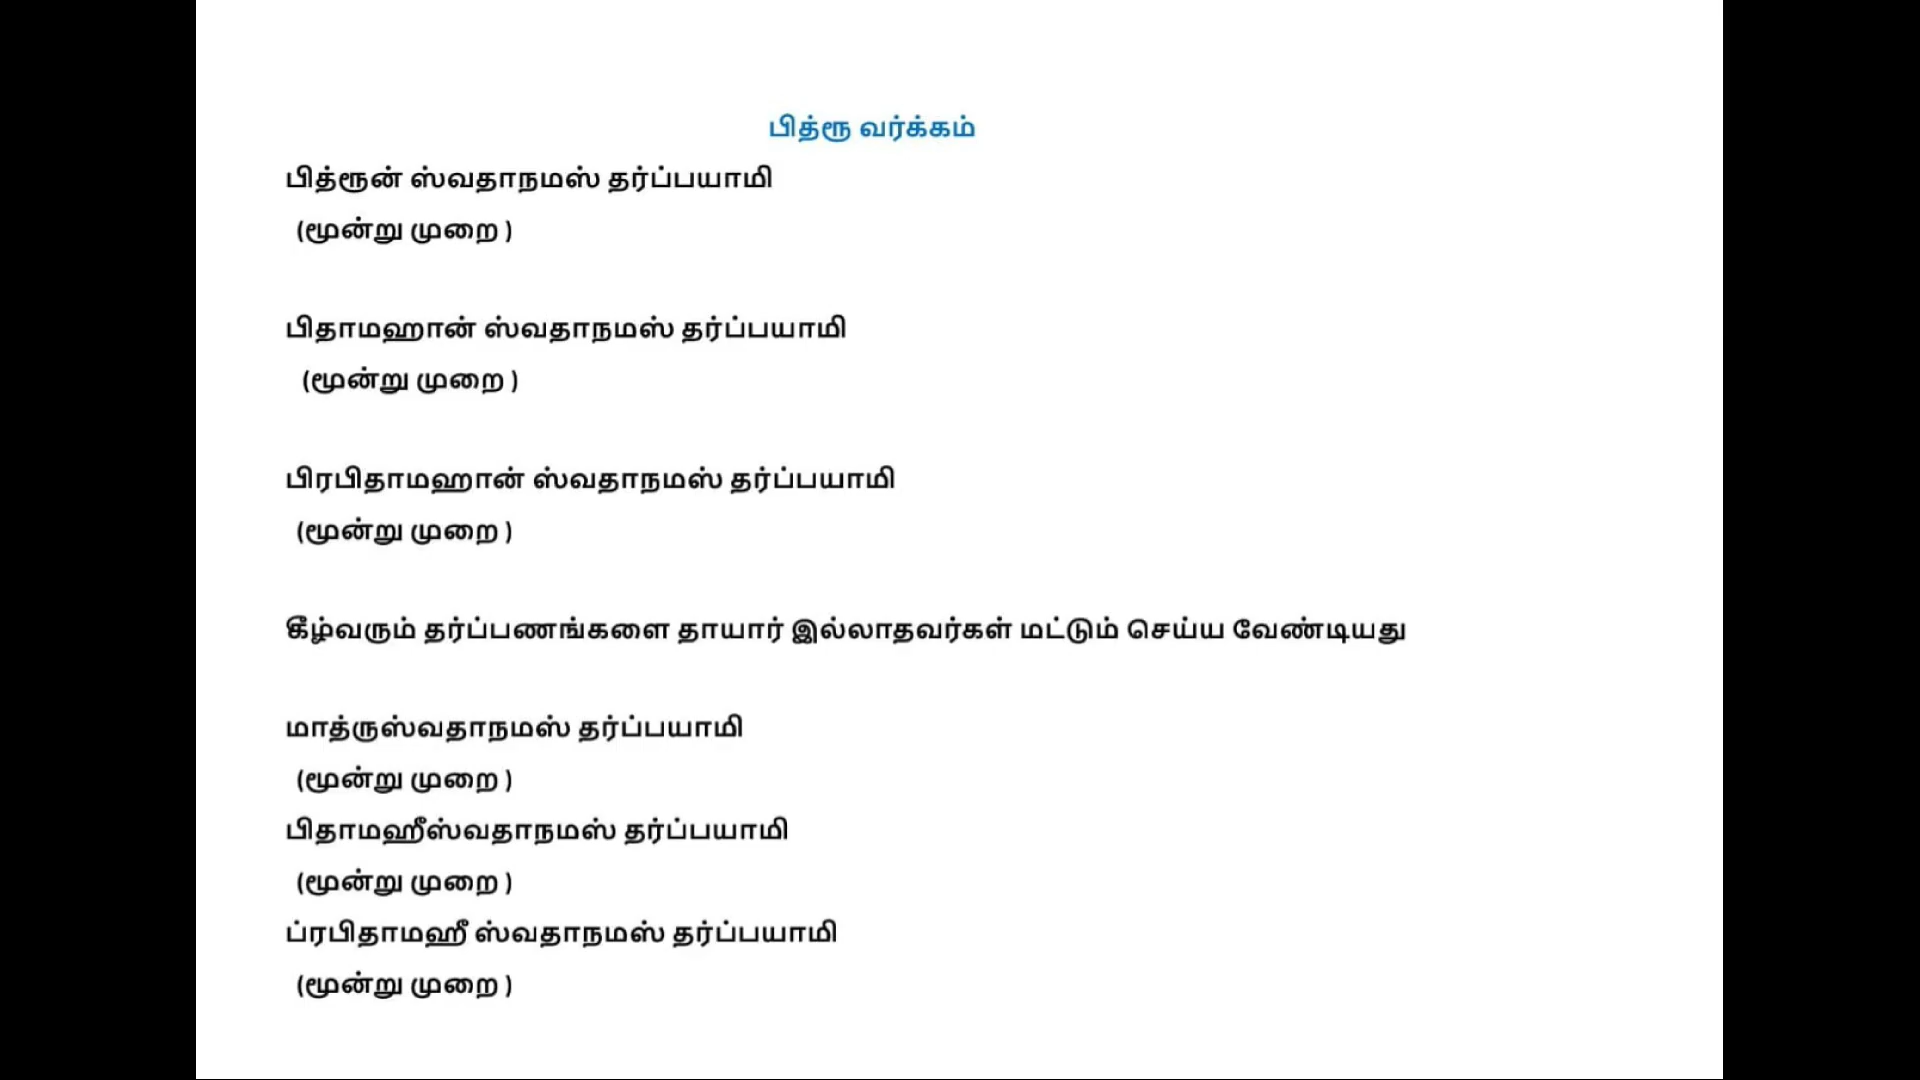 பித்ரூ வர்க்கம்
பித்ரூன் ஸ்வதாநமஸ் தர்ப்பயாமி
(மூன்று முறை )
பிதாமஹான் ஸ்வதாநமஸ் தர்ப்பயாமி
(மூன்று முறை )
பிரபிதாமஹான் ஸ்வதாநமஸ் தர்ப்பயாமி
(மூன்று முறை )
கீழ்வரும் தர்ப்பணங்களை தாயார் இல்லாதவர்கள் மட்டும் செய்ய வேண்டியது
மாத்ருஸ்வதாநமஸ் தர்ப்பயாமி
(மூன்று முறை )
பிதாமஹீஸ்வதாநமஸ் தர்ப்பயாமி
(மூன்று முறை )
ப்ரபிதாமஹீ ஸ்வதாநமஸ் தர்ப்பயாமி
(மூன்று முறை )